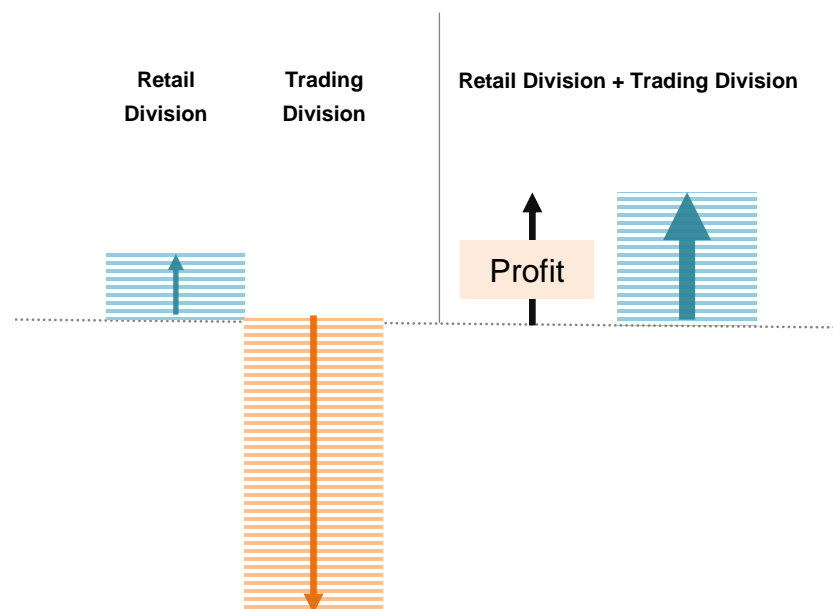 Retail
Division
Trading
Division
Retail Division + Trading Division
Profit